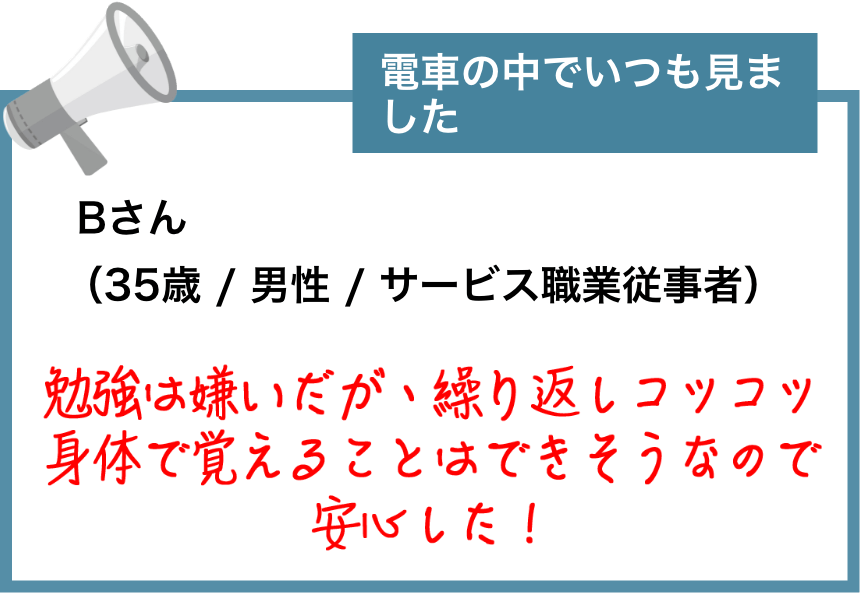 電車の中でいつも見ま
した
Bさん
（35歳 / 男性 / サービス職業従事者）
勉強は嫌いだが、繰り返しコツコツ
身体で覚えることはできそうなので
安心した！